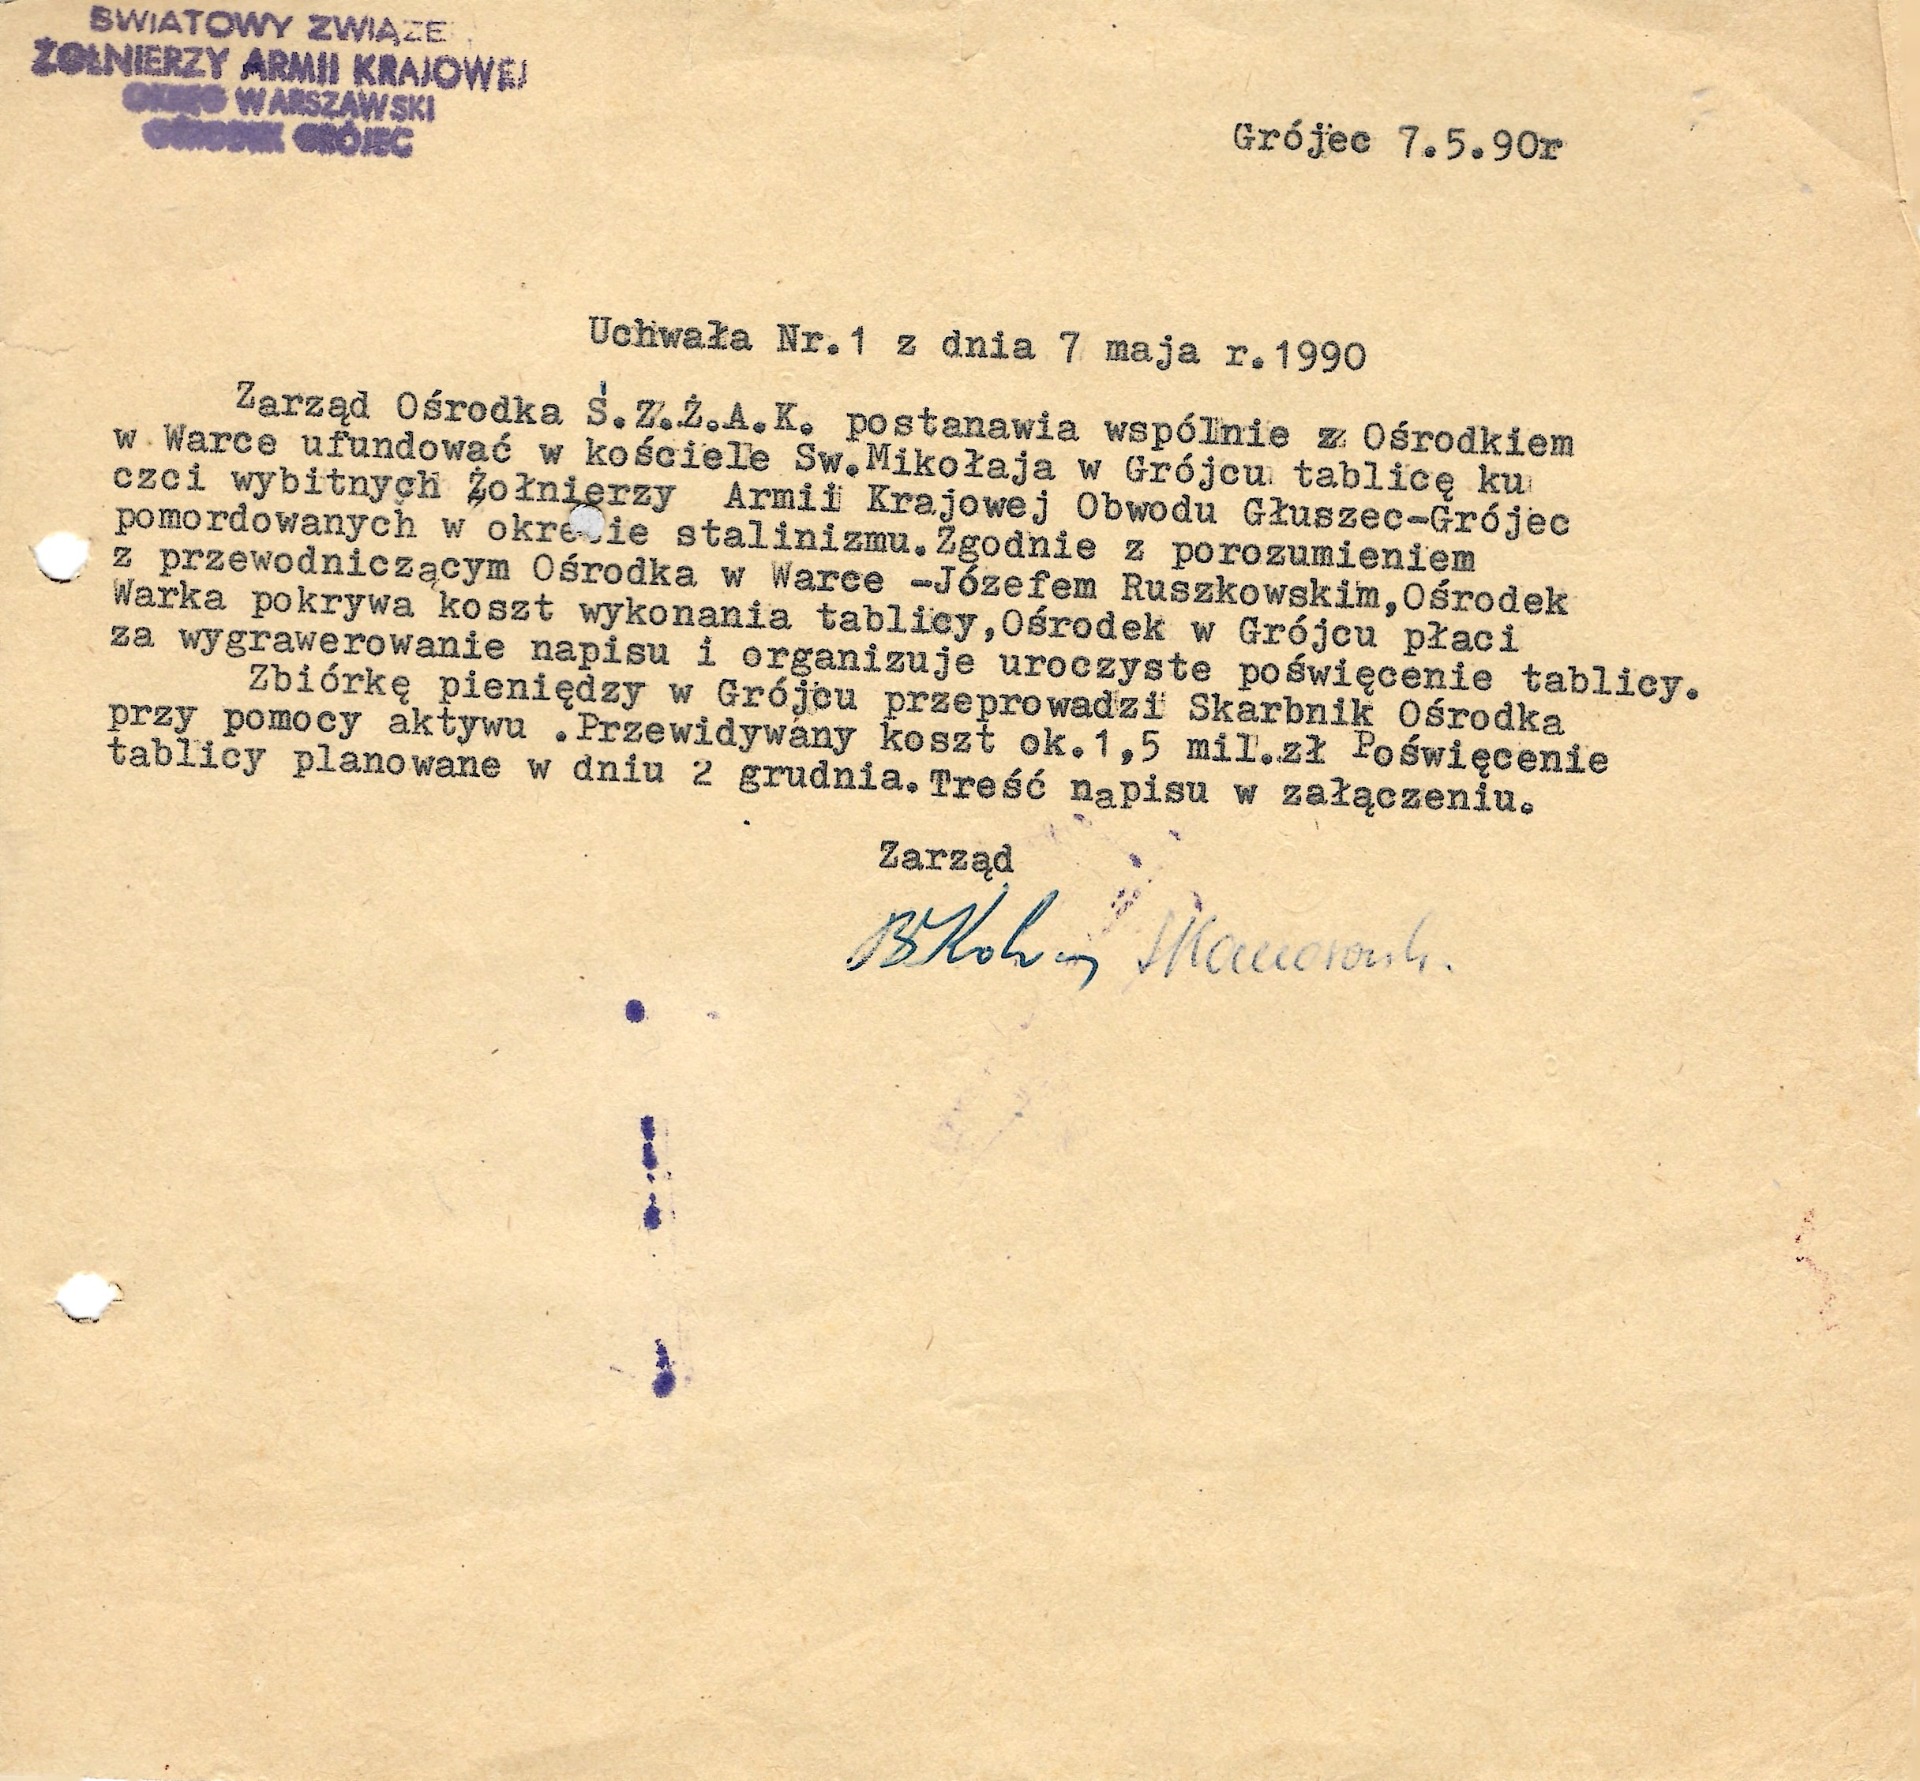 ŚWIATOWY ZWIĄZE
ŻOŁNIERZY ARMII KRAJOWEJ
OKRĘG WARSZAWSKI
OŚRODEK GRÓJEC
Grójec 7.5.90r
Uchwała Nr.1 z dnia 7 maja r.1990
Zarząd Ośrodka Ś.Z.Ż.A.K. postanawia wspólnie z Ośrodkiem
w Warce ufundować w kościele Sw.Mikołaja w Grójcu tablicę ku
czci wybitnych Żołnierzy Armii Krajowej Obwodu Głuszec-Grójec
pomordowanych w okresie stalinizmu.Zgodnie z porozumieniem
z przewodniczącym Ośrodka w Warce -Józefem Ruszkowskim,Ośrodek
Warka pokrywa koszt wykonania tablicy,Ośrodek w Grójcu płaci
za wygrawerowanie napisu i organizuje uroczyste poświęcenie tablicy.
Zbiórkę pieniędzy w Grójcu przeprowadzi Skarbnik Ośrodka
przy pomocy aktywu .Przewidywany koszt ok.1,5 mil.zł Poświęcenie
tablicy planowane w dniu 2 grudnia.Treść napisu w załączeniu.
Zarząd